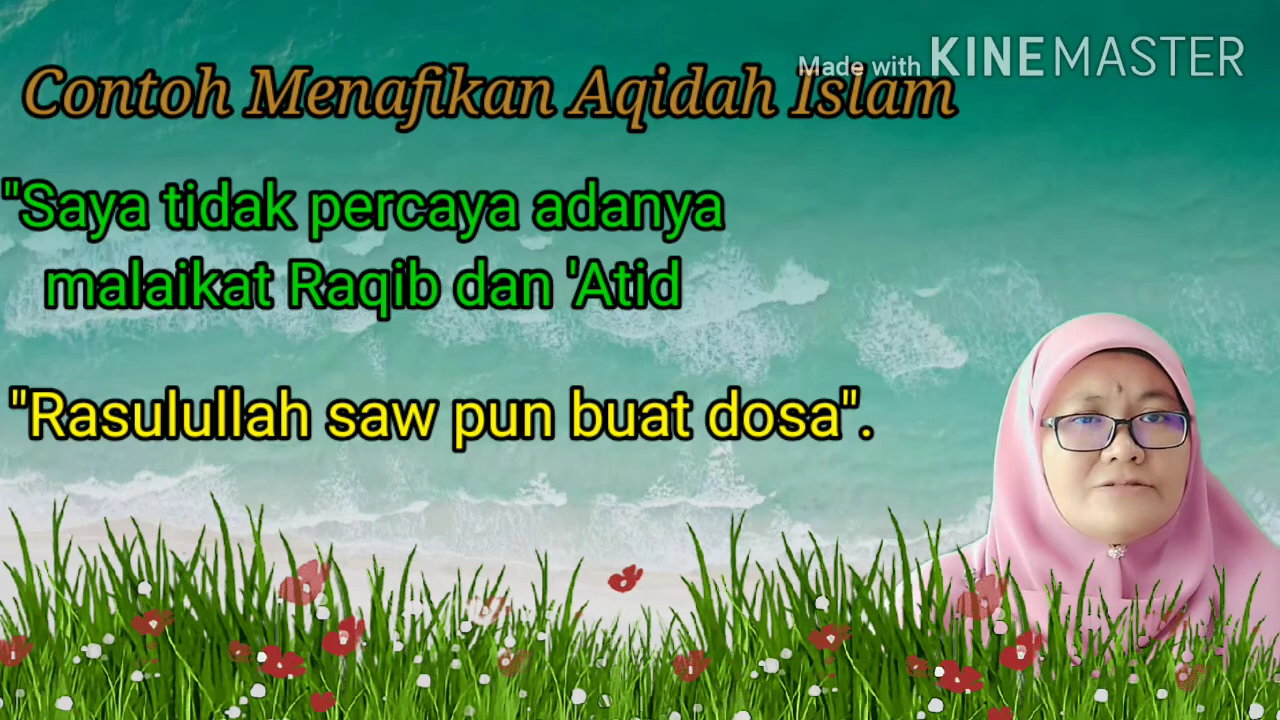 Made with KINEMASTER
Contoh Menafikan Aqidah Islam
"Saya tidak percaya adanya
malaikat Raqib dan 'Atid
"Rasulullah saw pun buat dosa".